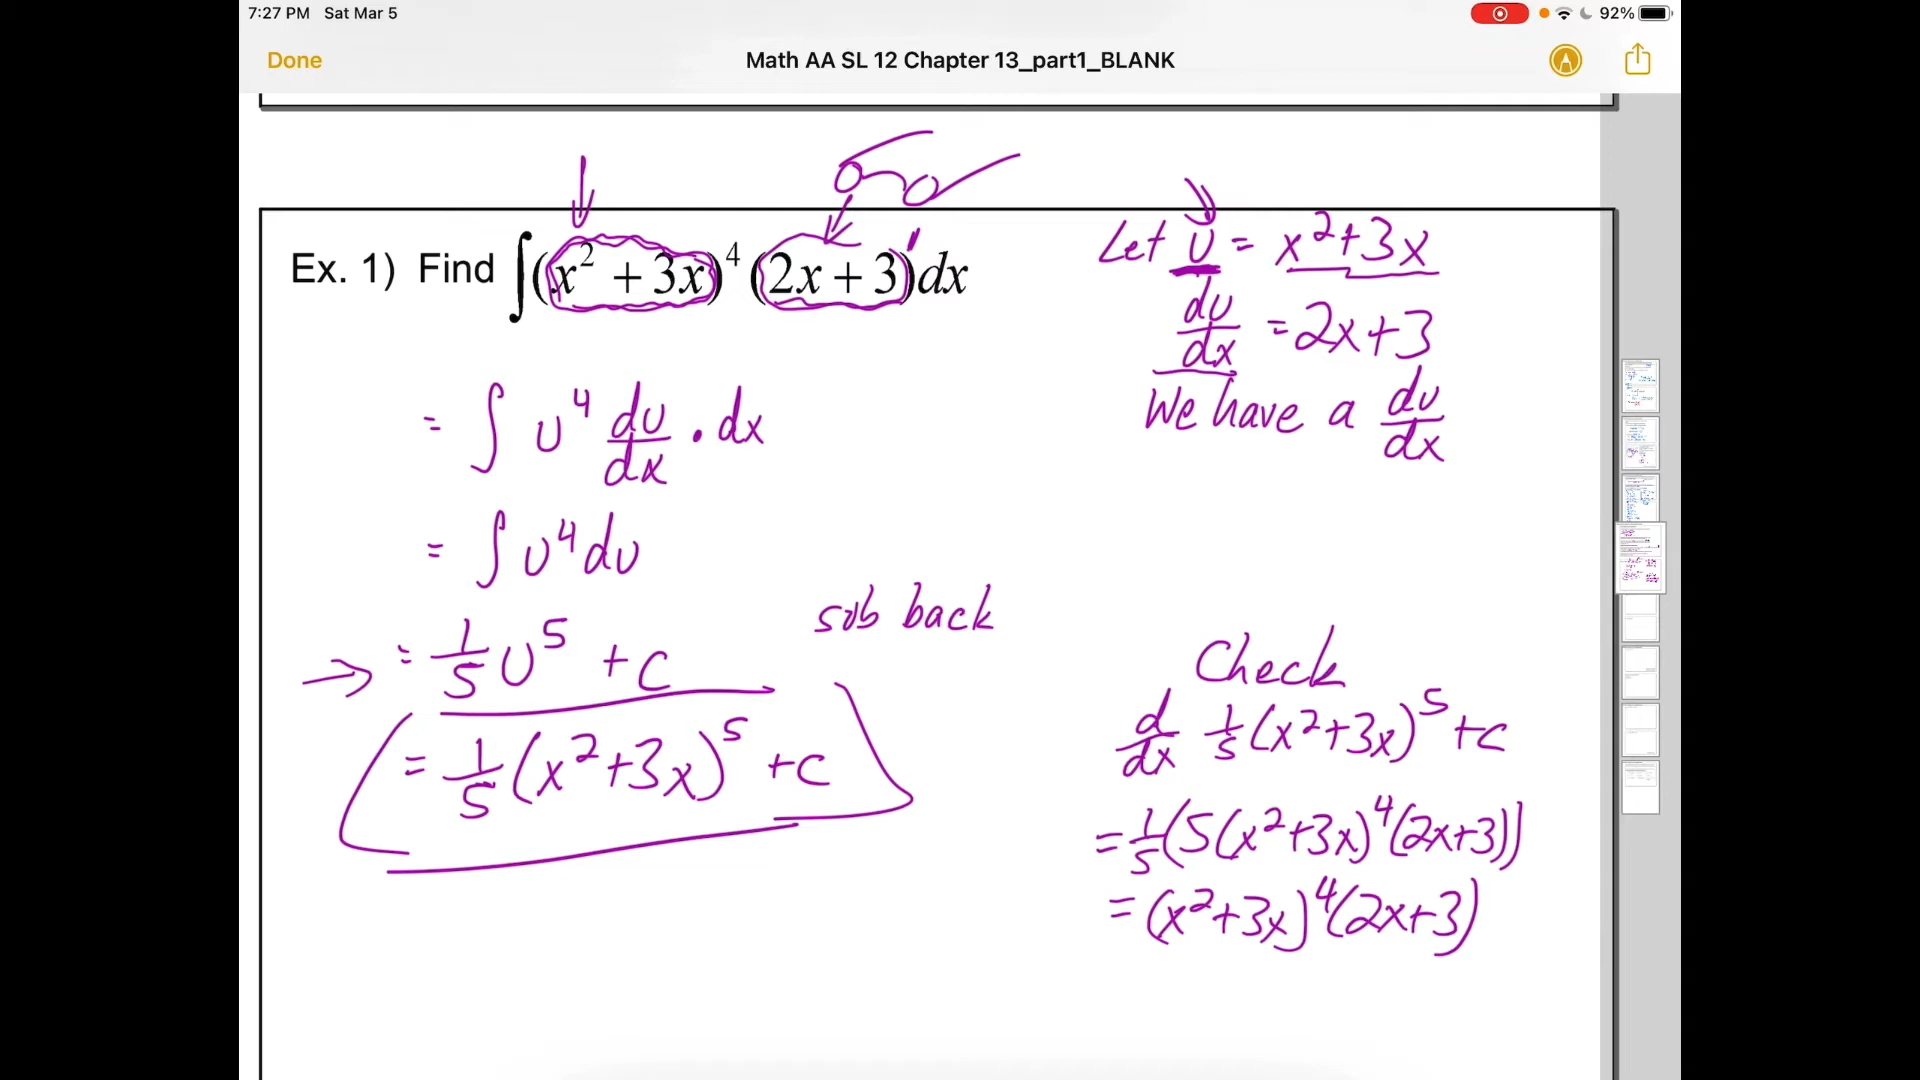 7:27 PM Sat Mar 5
92%
Done
Math AA SL 12 Chapter 13_part1_BLANK
Ex. 1) Find ∫(x² + 3x)⁴ (2x + 3)dx
Let u = x²+3x
du/dx = 2x+3
We have a du/dx
= ∫ u⁴ du/dx · dx
= ∫ u⁴ du
sub back
= 1/5 u⁵ + c
= 1/5 (x²+3x)⁵ + c
Check
d/dx 1/5 (x²+3x)⁵ + c
= 1/5 (5(x²+3x)⁴(2x+3))
= (x²+3x)⁴(2x+3)